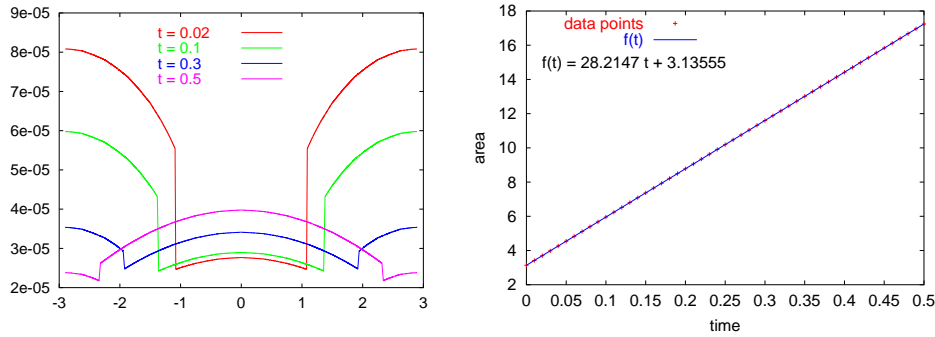 9e-05
8e-05
7e-05
6e-05
5e-05
4e-05
3e-05
2e-05
-3 -2 -1 0 1 2 3
t = 0.02
t = 0.1
t = 0.3
t = 0.5
18
16
14
12
10
8
6
4
2
0 0.05 0.1 0.15 0.2 0.25 0.3 0.35 0.4 0.45 0.5
area
time
data points
f(t)
f(t) = 28.2147 t + 3.13555